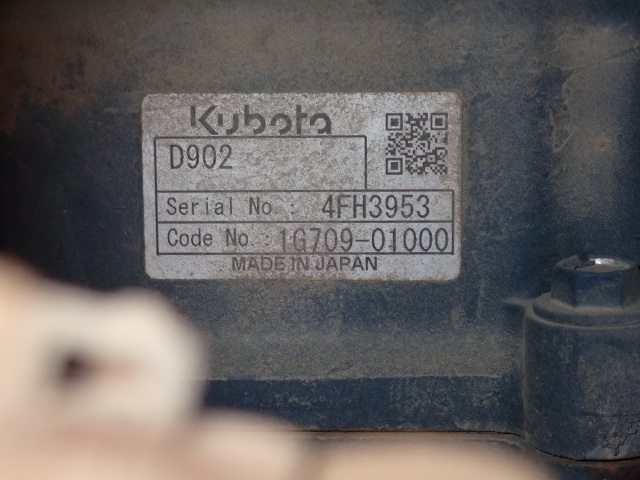 Kubota
D902
Serial No. : 4FH3953
Code No. : 1G709-01000
MADE IN JAPAN